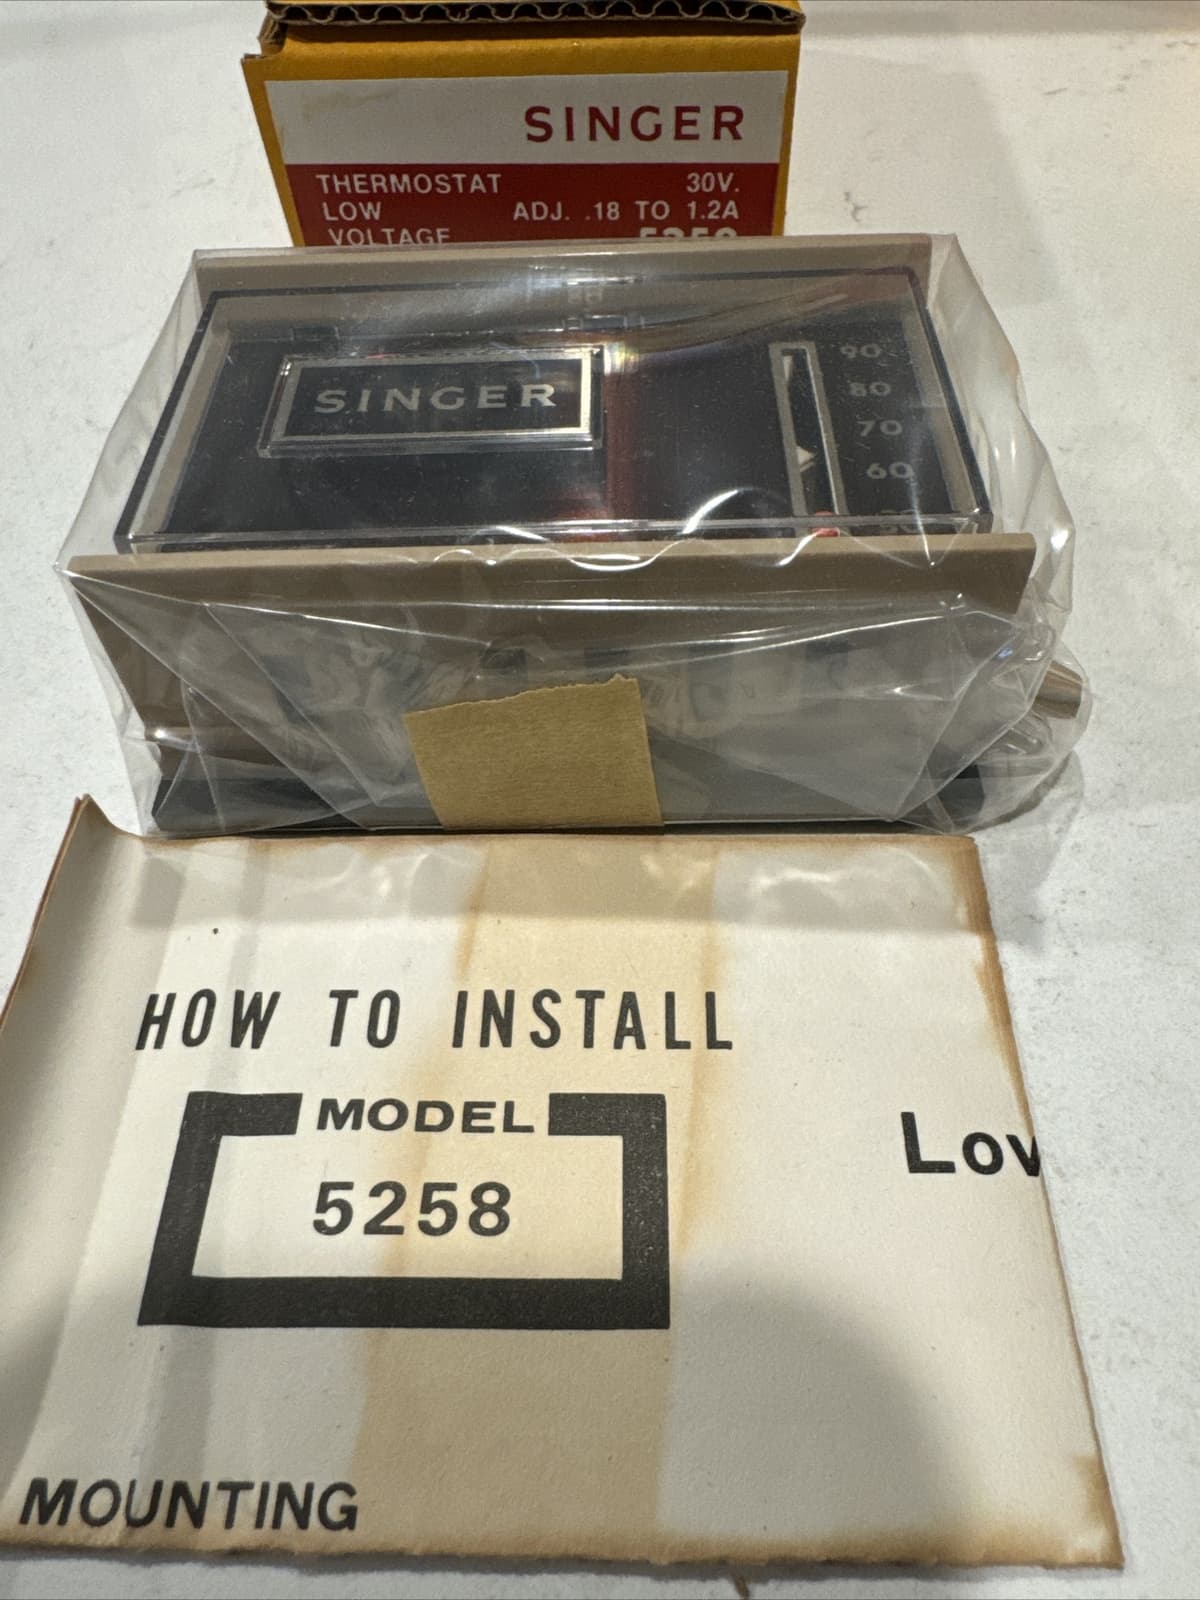 SINGER
THERMOSTAT 30V.
LOW ADJ. .18 TO 1.2A
VOLTAGE
SINGER
90
80
70
60
HOW TO INSTALL
MODEL
5258
Lov
MOUNTING